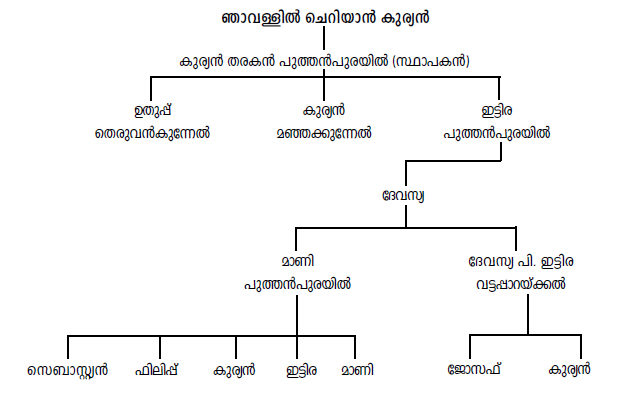 ഞാവള്ളിൽ ചെറിയാൻ കുര്യൻ
കുര്യൻ തരകൻ പുത്തൻപുരയിൽ (സ്ഥാപകൻ)
ഉതുപ്പ് കുര്യൻ ഇട്ടിര
തെരുവൻകുന്നേൽ മഞ്ഞക്കുന്നേൽ പുത്തൻപുരയിൽ
ദേവസ്യ
മാണി ദേവസ്യ പി. ഇട്ടിര
പുത്തൻപുരയിൽ വട്ടപ്പാറയ്ക്കൽ
സെബാസ്റ്റ്യൻ ഫിലിപ്പ് കുര്യൻ ഇട്ടിര മാണി ജോസഫ് കുര്യൻ